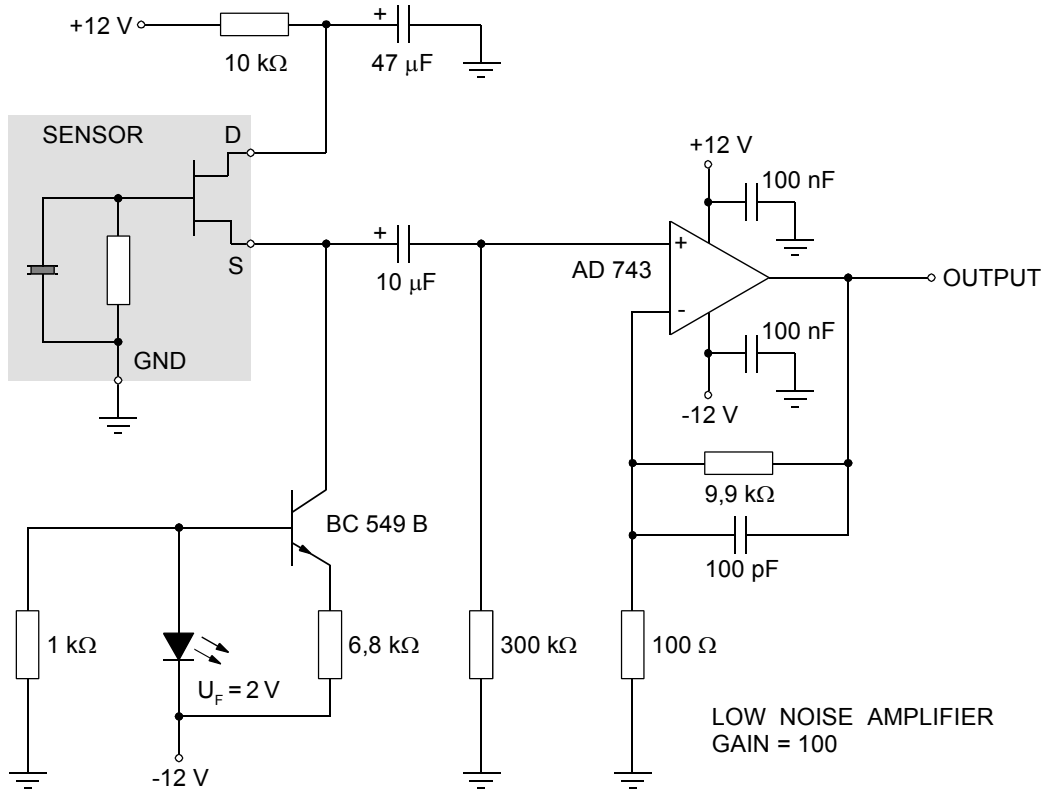 +12 V
10 kΩ
+
47 μF
SENSOR
D
S
GND
+
10 μF
+12 V
100 nF
AD 743
+
-
OUTPUT
100 nF
-12 V
9,9 kΩ
100 pF
BC 549 B
1 kΩ
U_F = 2 V
6,8 kΩ
300 kΩ
100 Ω
-12 V
LOW NOISE AMPLIFIER
GAIN = 100